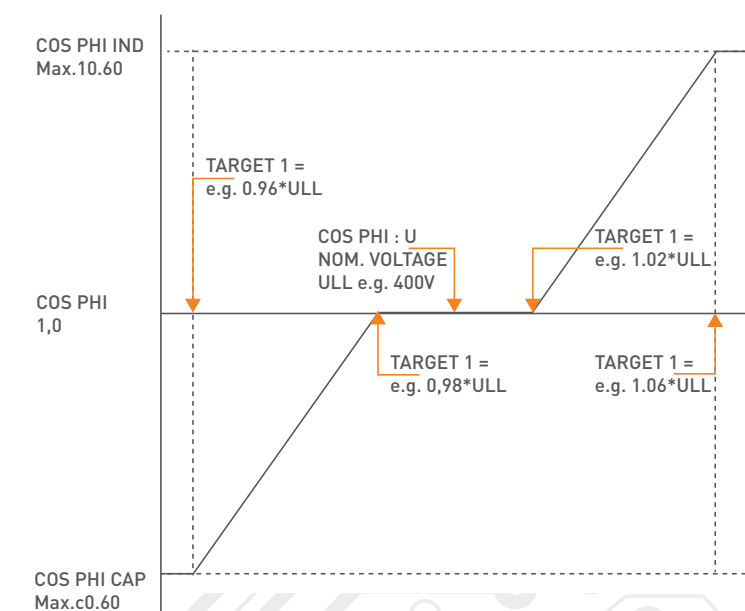 COS PHI IND
Max.10.60
TARGET 1 =
e.g. 0.96*ULL
COS PHI : U
NOM. VOLTAGE
ULL e.g. 400V
TARGET 1 =
e.g. 1.02*ULL
COS PHI
1,0
TARGET 1 =
e.g. 0,98*ULL
TARGET 1 =
e.g. 1.06*ULL
COS PHI CAP
Max.c0.60